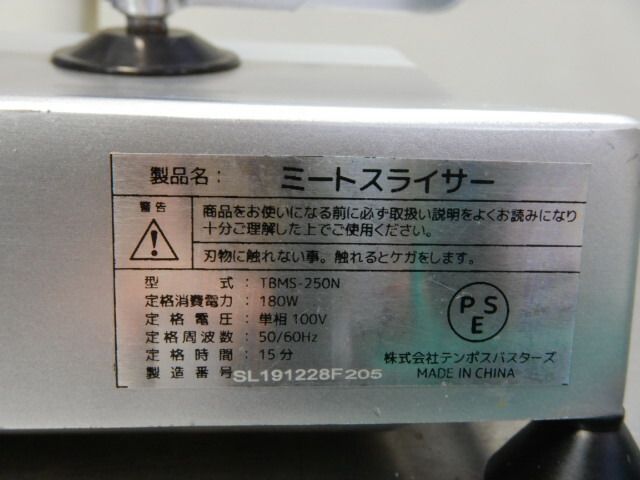 製品名： ミートスライサー
警告
商品をお使いになる前に必ず取扱い説明をよくお読みになり
十分ご理解した上でご使用ください。
刃物に触れない事。触れるとケガをします。
型 式 ： TBMS-250N
定格消費電力 ： 180W
定格電圧 ： 単相 100V
定格周波数 ： 50/60Hz
定格時間 ： 15分
製造番号 SL191228F205
PSE
株式会社テンポスバスターズ
MADE IN CHINA